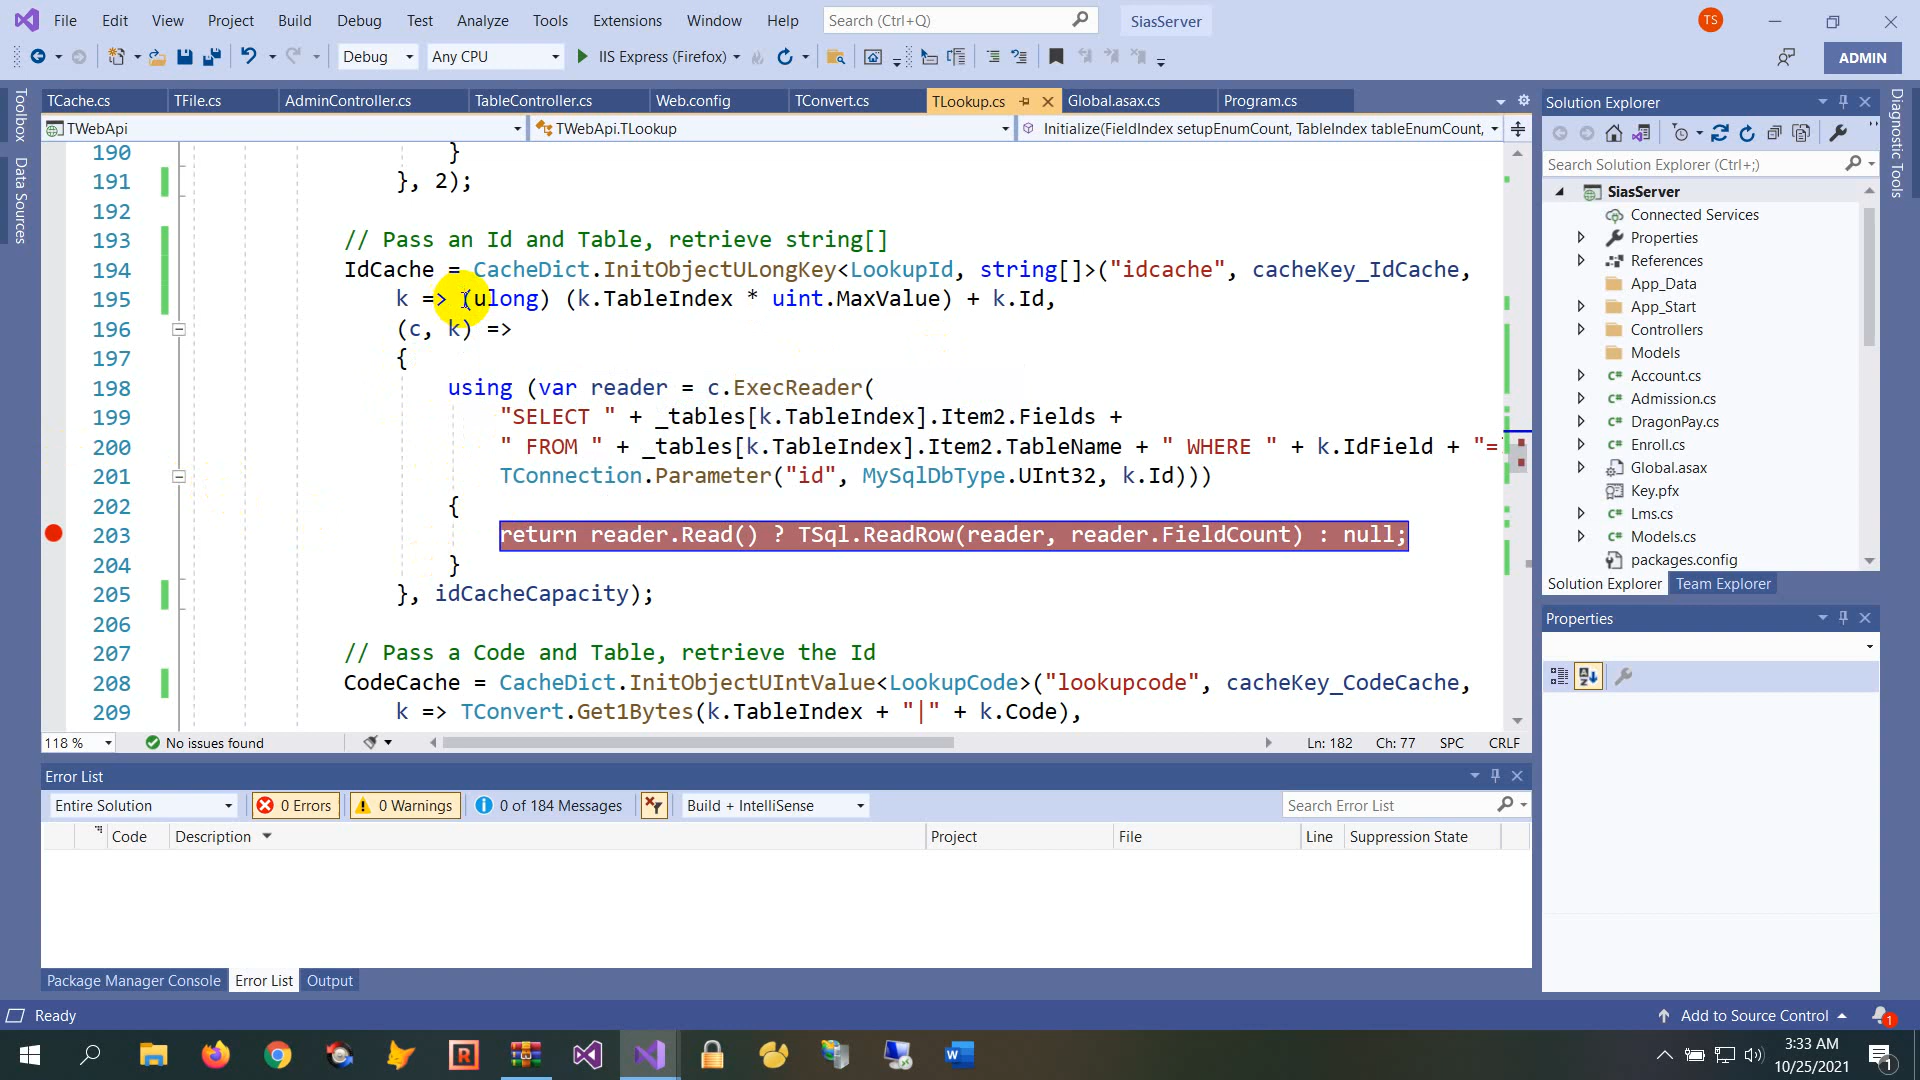 File Edit View Project Build Debug Test Analyze Tools Extensions Window Help Search (Ctrl+Q) SiasServer TS
Debug Any CPU IIS Express (Firefox) ADMIN
TCache.cs TFile.cs AdminController.cs TableController.cs Web.config TConvert.cs TLookup.cs Global.asax.cs Program.cs
TWebApi TWebApi.TLookup Initialize(FieldIndex setupEnumCount, TableIndex tableEnumCount,
Toolbox
Data Sources
190 }
191 }, 2);
192
193 // Pass an Id and Table, retrieve string[]
194 IdCache = CacheDict.InitObjectULongKey<LookupId, string[]>("idcache", cacheKey_IdCache,
195 k => (ulong) (k.TableIndex * uint.MaxValue) + k.Id,
196 (c, k) =>
197 {
198 using (var reader = c.ExecReader(
199 "SELECT " + _tables[k.TableIndex].Item2.Fields +
200 " FROM " + _tables[k.TableIndex].Item2.TableName + " WHERE " + k.IdField + "=
201 TConnection.Parameter("id", MySqlDbType.UInt32, k.Id)))
202 {
203 return reader.Read() ? TSql.ReadRow(reader, reader.FieldCount) : null;
204 }
205 }, idCacheCapacity);
206
207 // Pass a Code and Table, retrieve the Id
208 CodeCache = CacheDict.InitObjectUIntValue<LookupCode>("lookupcode", cacheKey_CodeCache,
209 k => TConvert.Get1Bytes(k.TableIndex + "|" + k.Code),
118 % No issues found Ln: 182 Ch: 77 SPC CRLF
Error List
Entire Solution 0 Errors 0 Warnings 0 of 184 Messages Build + IntelliSense Search Error List
Code Description Project File Line Suppression State
Package Manager Console Error List Output
Solution Explorer
Search Solution Explorer (Ctrl+;)
SiasServer
Connected Services
Properties
References
App_Data
App_Start
Controllers
Models
Account.cs
Admission.cs
DragonPay.cs
Enroll.cs
Global.asax
Key.pfx
Lms.cs
Models.cs
packages.config
Solution Explorer Team Explorer
Properties
Diagnostic Tools
Ready Add to Source Control 1
3:33 AM
10/25/2021
1